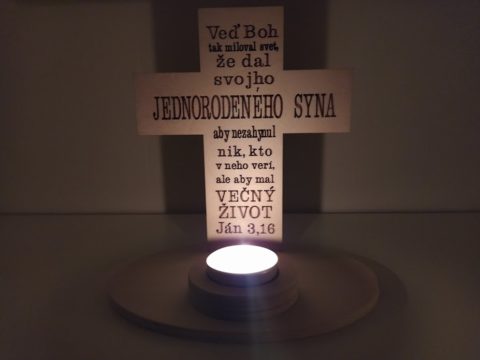 Veď Boh
tak miloval svet,
že dal
svojho
JEDNORODENÉHO SYNA
aby nezahynul
nik, kto
v neho verí,
ale aby mal
VEČNÝ
ŽIVOT
Ján 3,16